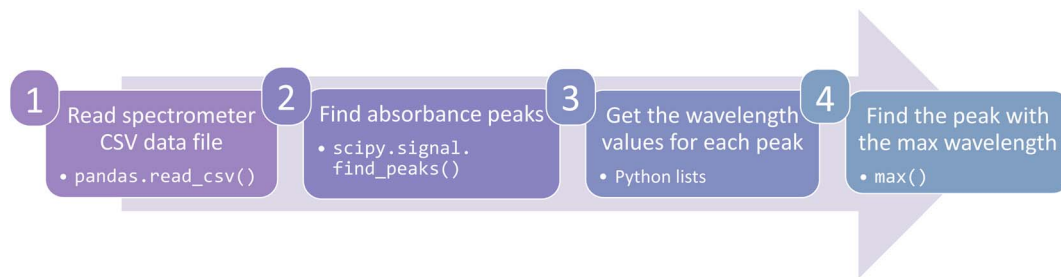 1
Read spectrometer
CSV data file
• pandas.read_csv()
2
Find absorbance peaks
• scipy.signal.
find_peaks()
3
Get the wavelength
values for each peak
• Python lists
4
Find the peak with
the max wavelength
• max()